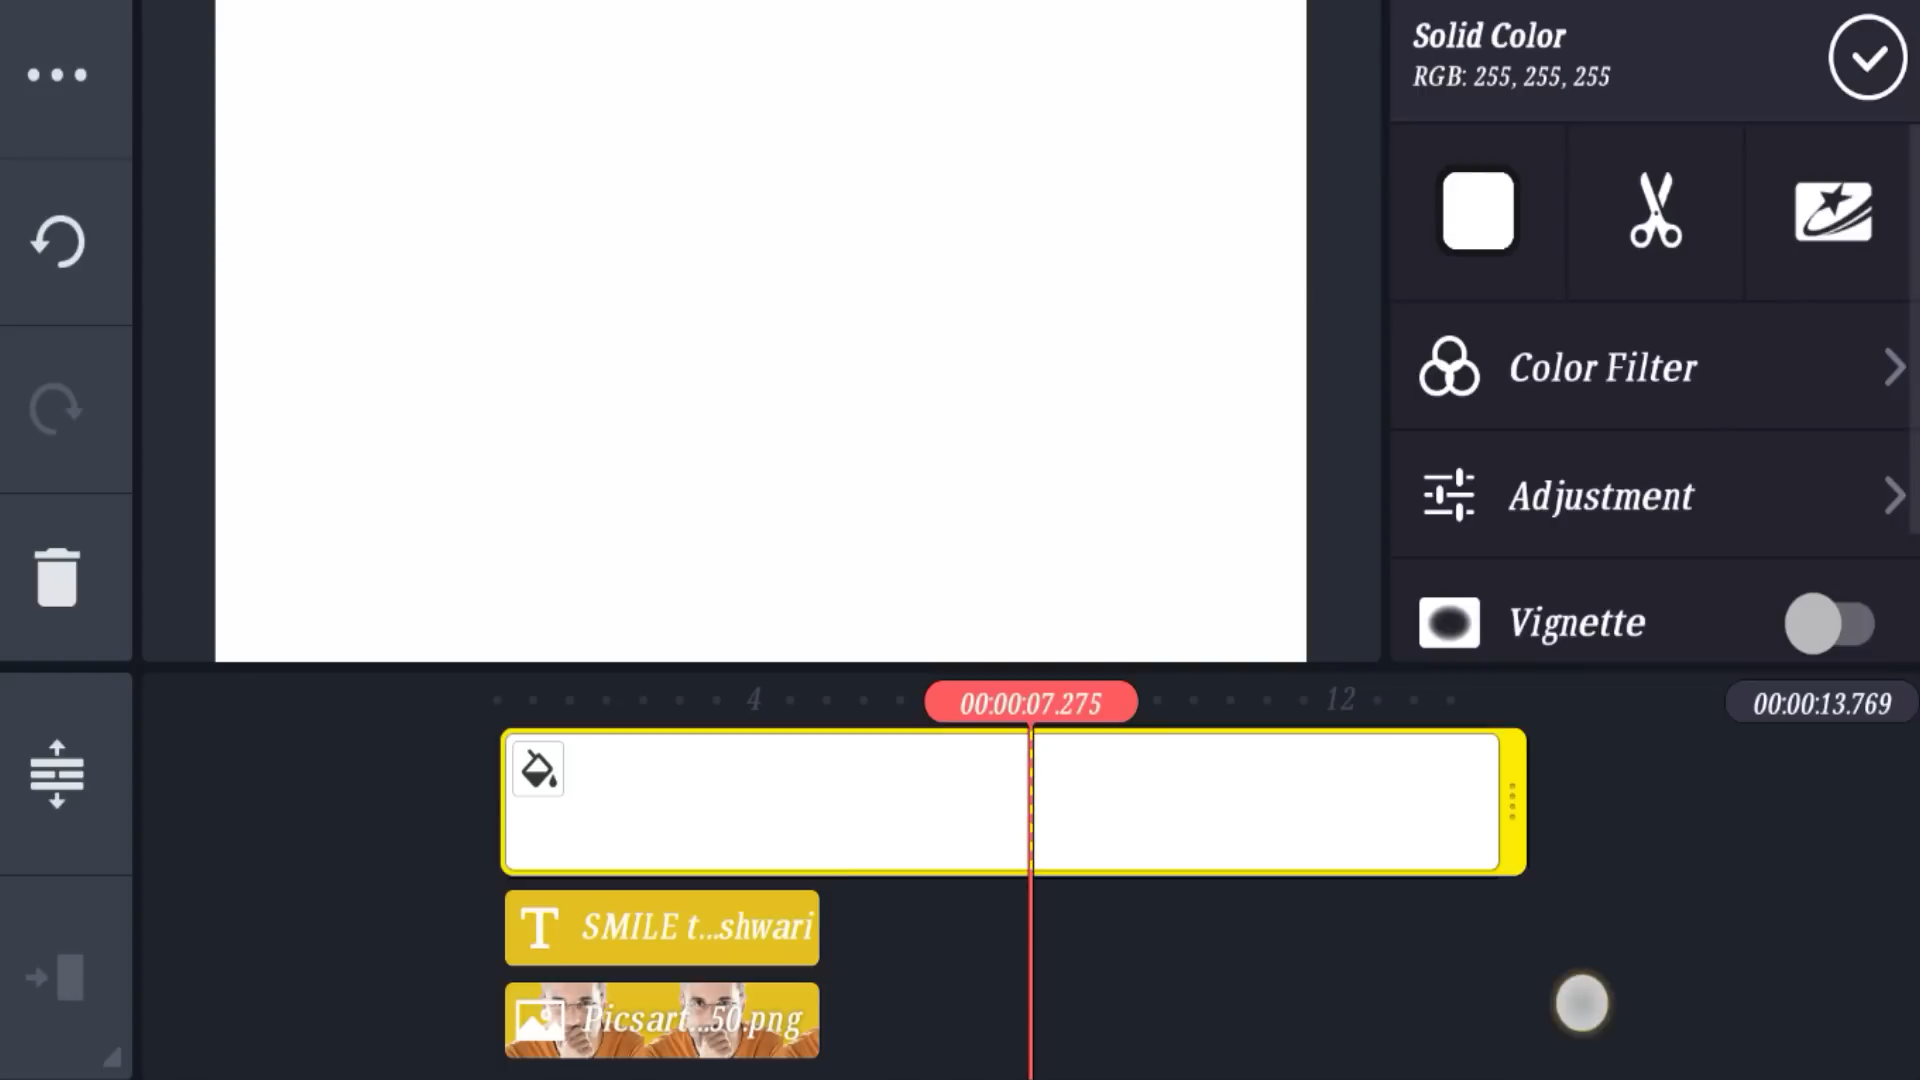 Solid Color
RGB: 255, 255, 255
Color Filter
Adjustment
Vignette
4
00:00:07.275
12
00:00:13.769
T SMILE t...shwari
Picsart...50.png